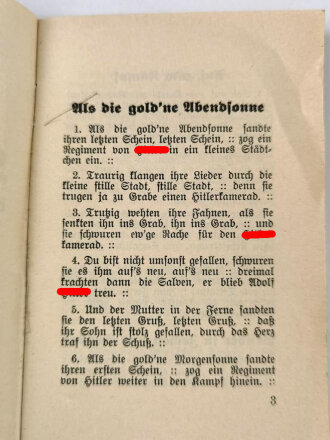 Als die gold'ne Abendsonne
1. Als die gold'ne Abendsonne sandte
ihren letzten Schein, letzten Schein, :: zog ein
Regiment von in ein kleines Städt-
chen ein. ::
2. Traurig klangen ihre Lieder durch die
kleine stille Stadt, stille Stadt, :: denn sie
trugen ja zu Grabe einen Hitlerkamerad. ::
3. Trutzig wehten ihre Fahnen, als sie
senkten ihn ins Grab, ihn ins Grab, :: und sie
und sie schwuren ew'ge Rache für den
kamerad. ::
4. Du bist nicht umsonst gefallen, schwuren
sie es ihm auf's neu, auf's neu :: dreimal
krachten dann die Salven, er blieb Adolf
treu. ::
5. Und der Mutter in der Ferne sandten
sie den letzten Gruß, letzten Gruß, :: daß
ihr Sohn ist stolz gefallen, durch das Herz
traf ihn der Schuß. ::
6. Als die gold'ne Morgensonne sandte
ihren ersten Schein, :: zog ein Regiment
von Hitler weiter in den Kampf hinein. ::
3